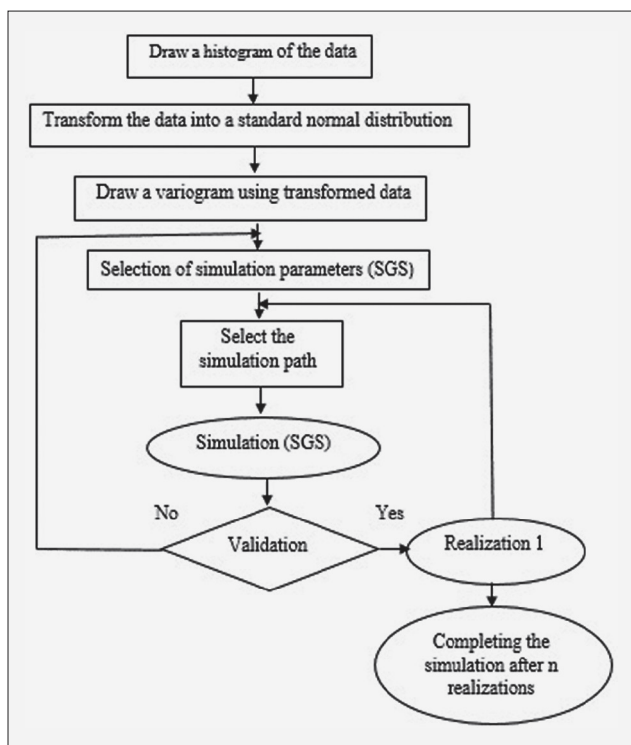 Draw a histogram of the data
Transform the data into a standard normal distribution
Draw a variogram using transformed data
Selection of simulation parameters (SGS)
Select the
simulation path
Simulation (SGS)
No
Yes
Validation
Realization 1
Completing the
simulation after n
realizations